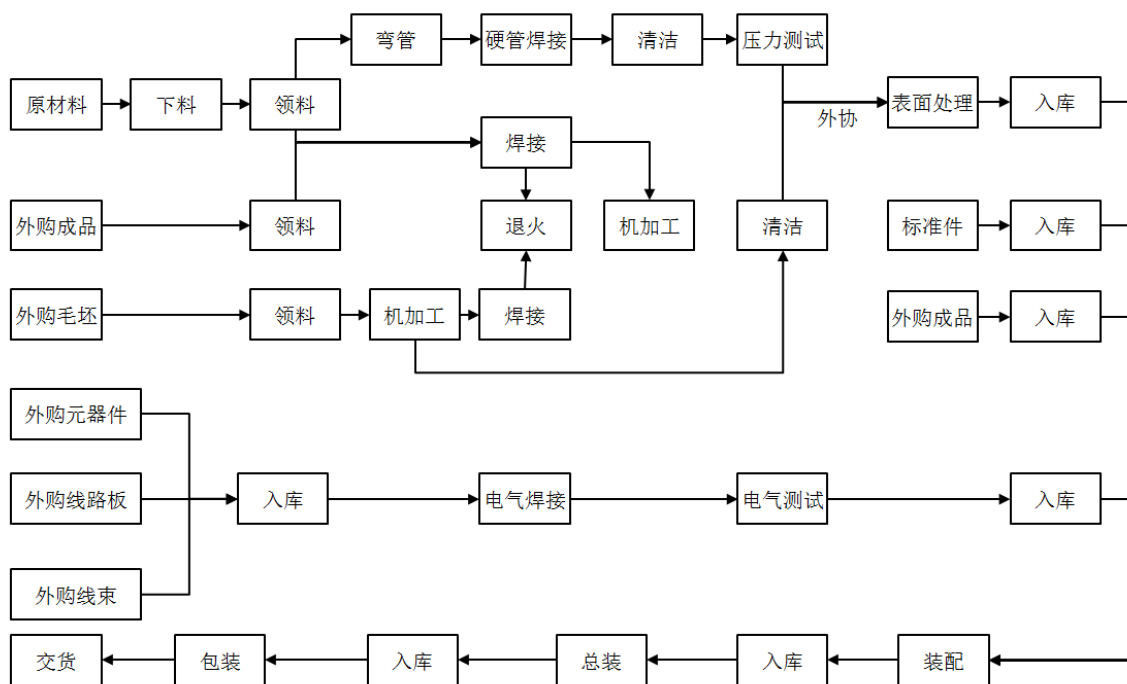 弯管
硬管焊接
清洁
压力测试
原材料
下料
领料
表面处理
入库
外协
焊接
外购成品
领料
退火
机加工
清洁
标准件
入库
外购毛坯
领料
机加工
焊接
外购成品
入库
外购元器件
外购线路板
入库
电气焊接
电气测试
入库
外购线束
交货
包装
入库
总装
入库
装配